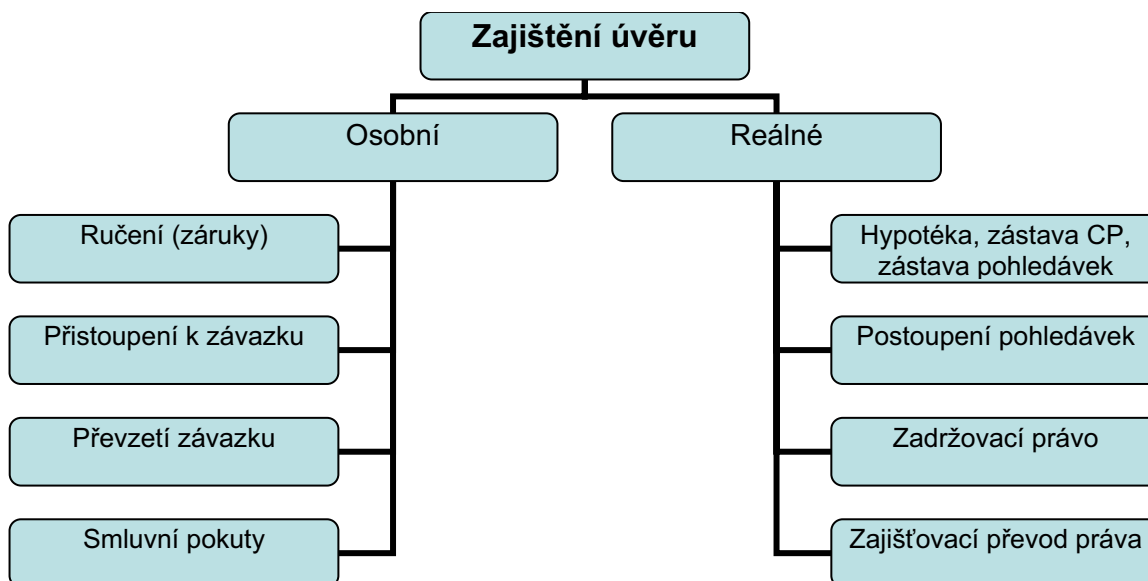 Zajištění úvěru
Osobní
Reálné
Ručení (záruky)
Přistoupení k závazku
Převzetí závazku
Smluvní pokuty
Hypotéka, zástava CP,
zástava pohledávek
Postoupení pohledávek
Zadržovací právo
Zajišťovací převod práva